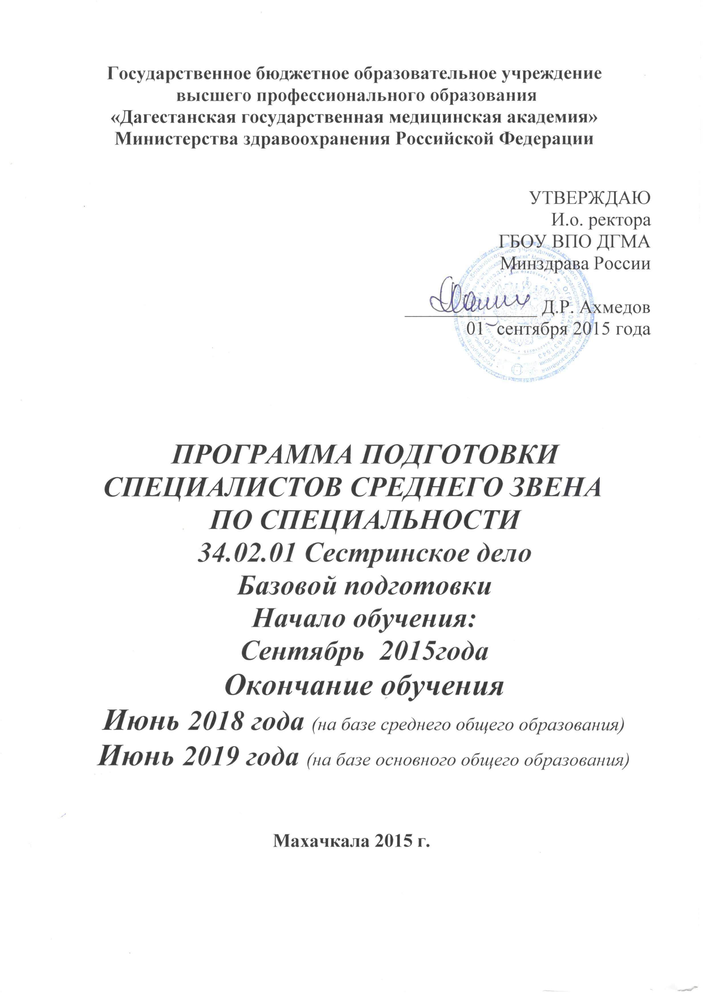 Государственное бюджетное образовательное учреждение
высшего профессионального образования
«Дагестанская государственная медицинская академия»
Министерства здравоохранения Российской Федерации
УТВЕРЖДАЮ
И.о. ректора
ГБОУ ВПО ДГМА
Минздрава России
Д.Р. Ахмедов
01 сентября 2015 года
ПРОГРАММА ПОДГОТОВКИ
СПЕЦИАЛИСТОВ СРЕДНЕГО ЗВЕНА
ПО СПЕЦИАЛЬНОСТИ
34.02.01 Сестринское дело
Базовой подготовки
Начало обучения:
Сентябрь 2015года
Окончание обучения
Июнь 2018 года (на базе среднего общего образования)
Июнь 2019 года (на базе основного общего образования)
Махачкала 2015 г.